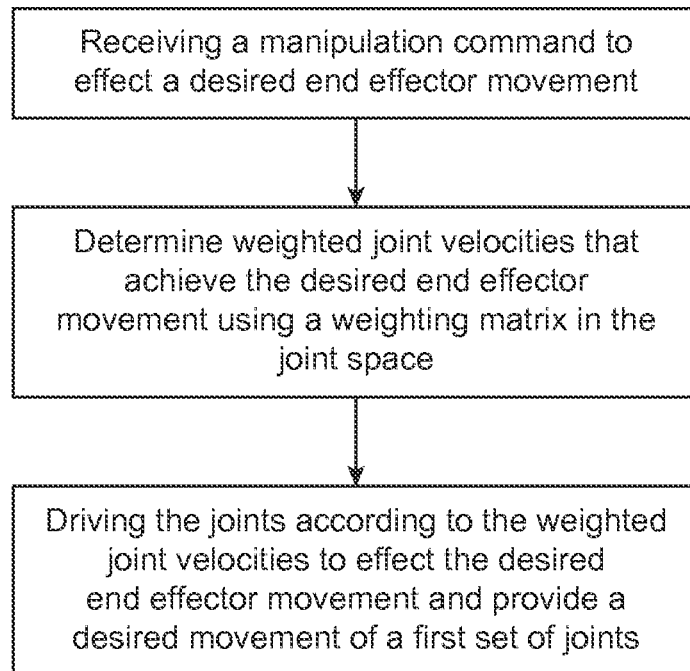 Receiving a manipulation command to
effect a desired end effector movement
Determine weighted joint velocities that
achieve the desired end effector
movement using a weighting matrix in the
joint space
Driving the joints according to the weighted
joint velocities to effect the desired
end effector movement and provide a
desired movement of a first set of joints